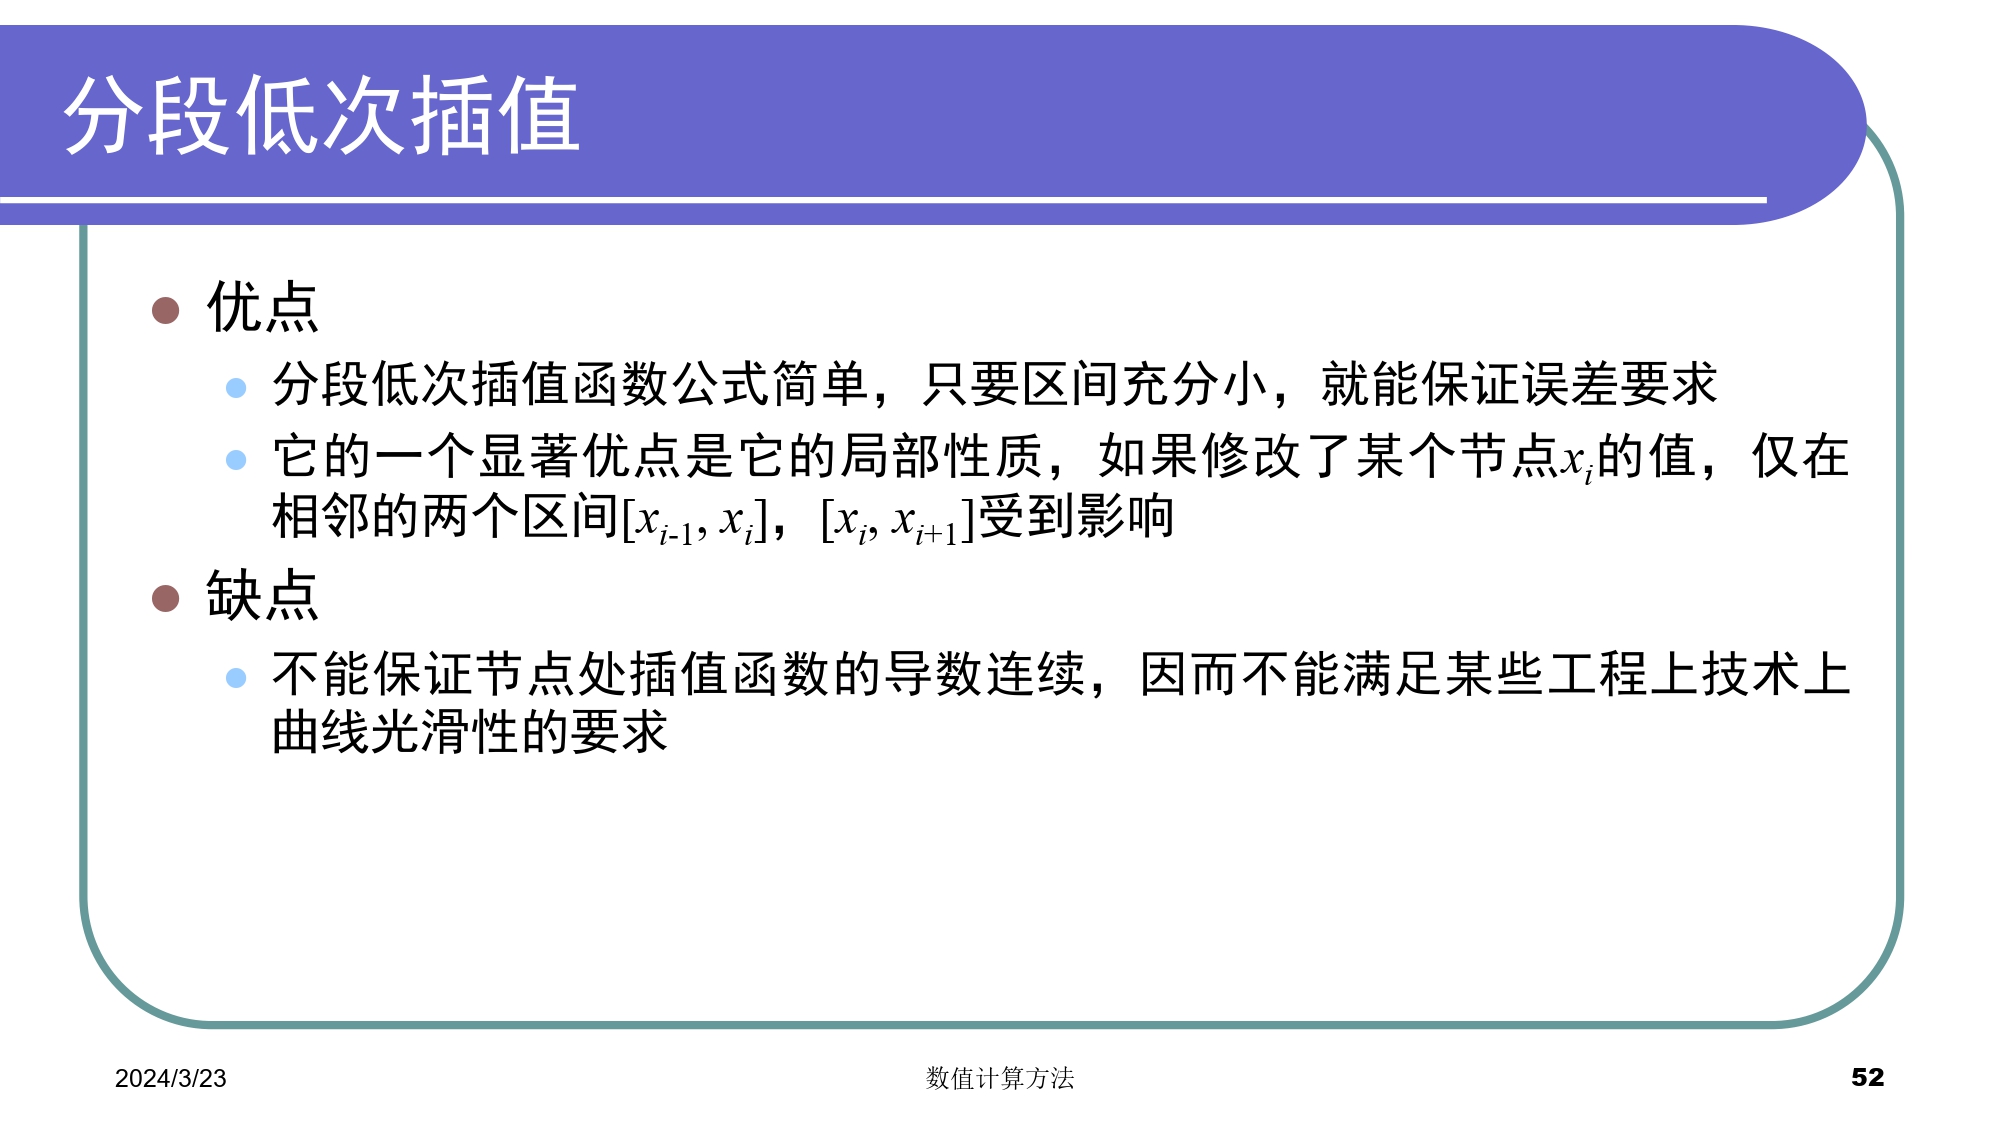 分段低次插值
优点
分段低次插值函数公式简单，只要区间充分小，就能保证误差要求
它的一个显著优点是它的局部性质，如果修改了某个节点xᵢ的值，仅在
相邻的两个区间[xᵢ₋₁, xᵢ]，[xᵢ, xᵢ₊₁]受到影响
缺点
不能保证节点处插值函数的导数连续，因而不能满足某些工程上技术上
曲线光滑性的要求
2024/3/23
数值计算方法
52